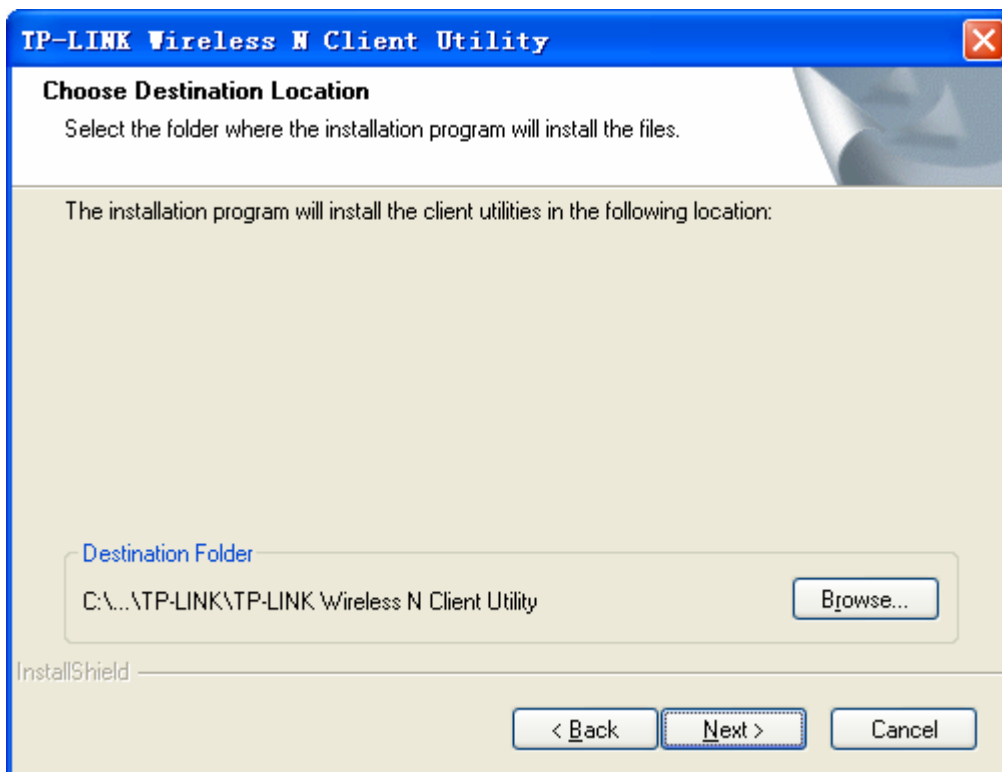 TP-LINK Wireless N Client Utility
Choose Destination Location
Select the folder where the installation program will install the files.
The installation program will install the client utilities in the following location:
Destination Folder
C:\...\TP-LINK\TP-LINK Wireless N Client Utility
Browse...
InstallShield
< Back
Next >
Cancel